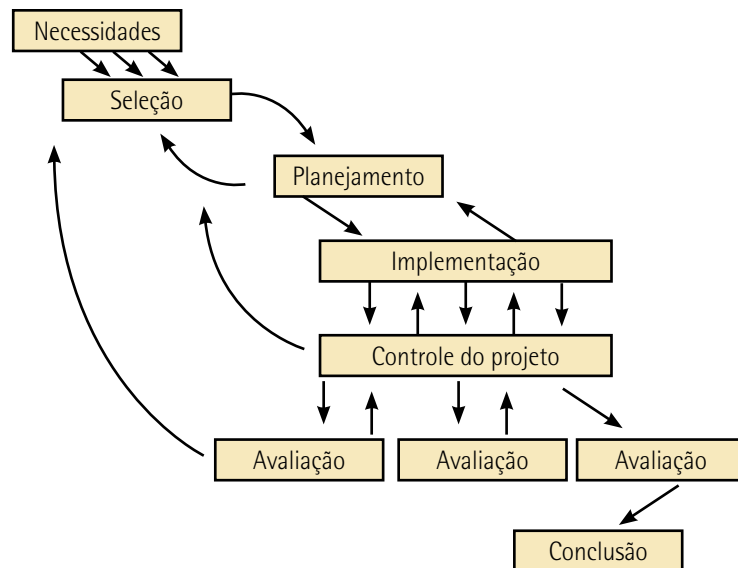 Necessidades
Seleção
Planejamento
Implementação
Controle do projeto
Avaliação
Avaliação
Avaliação
Conclusão